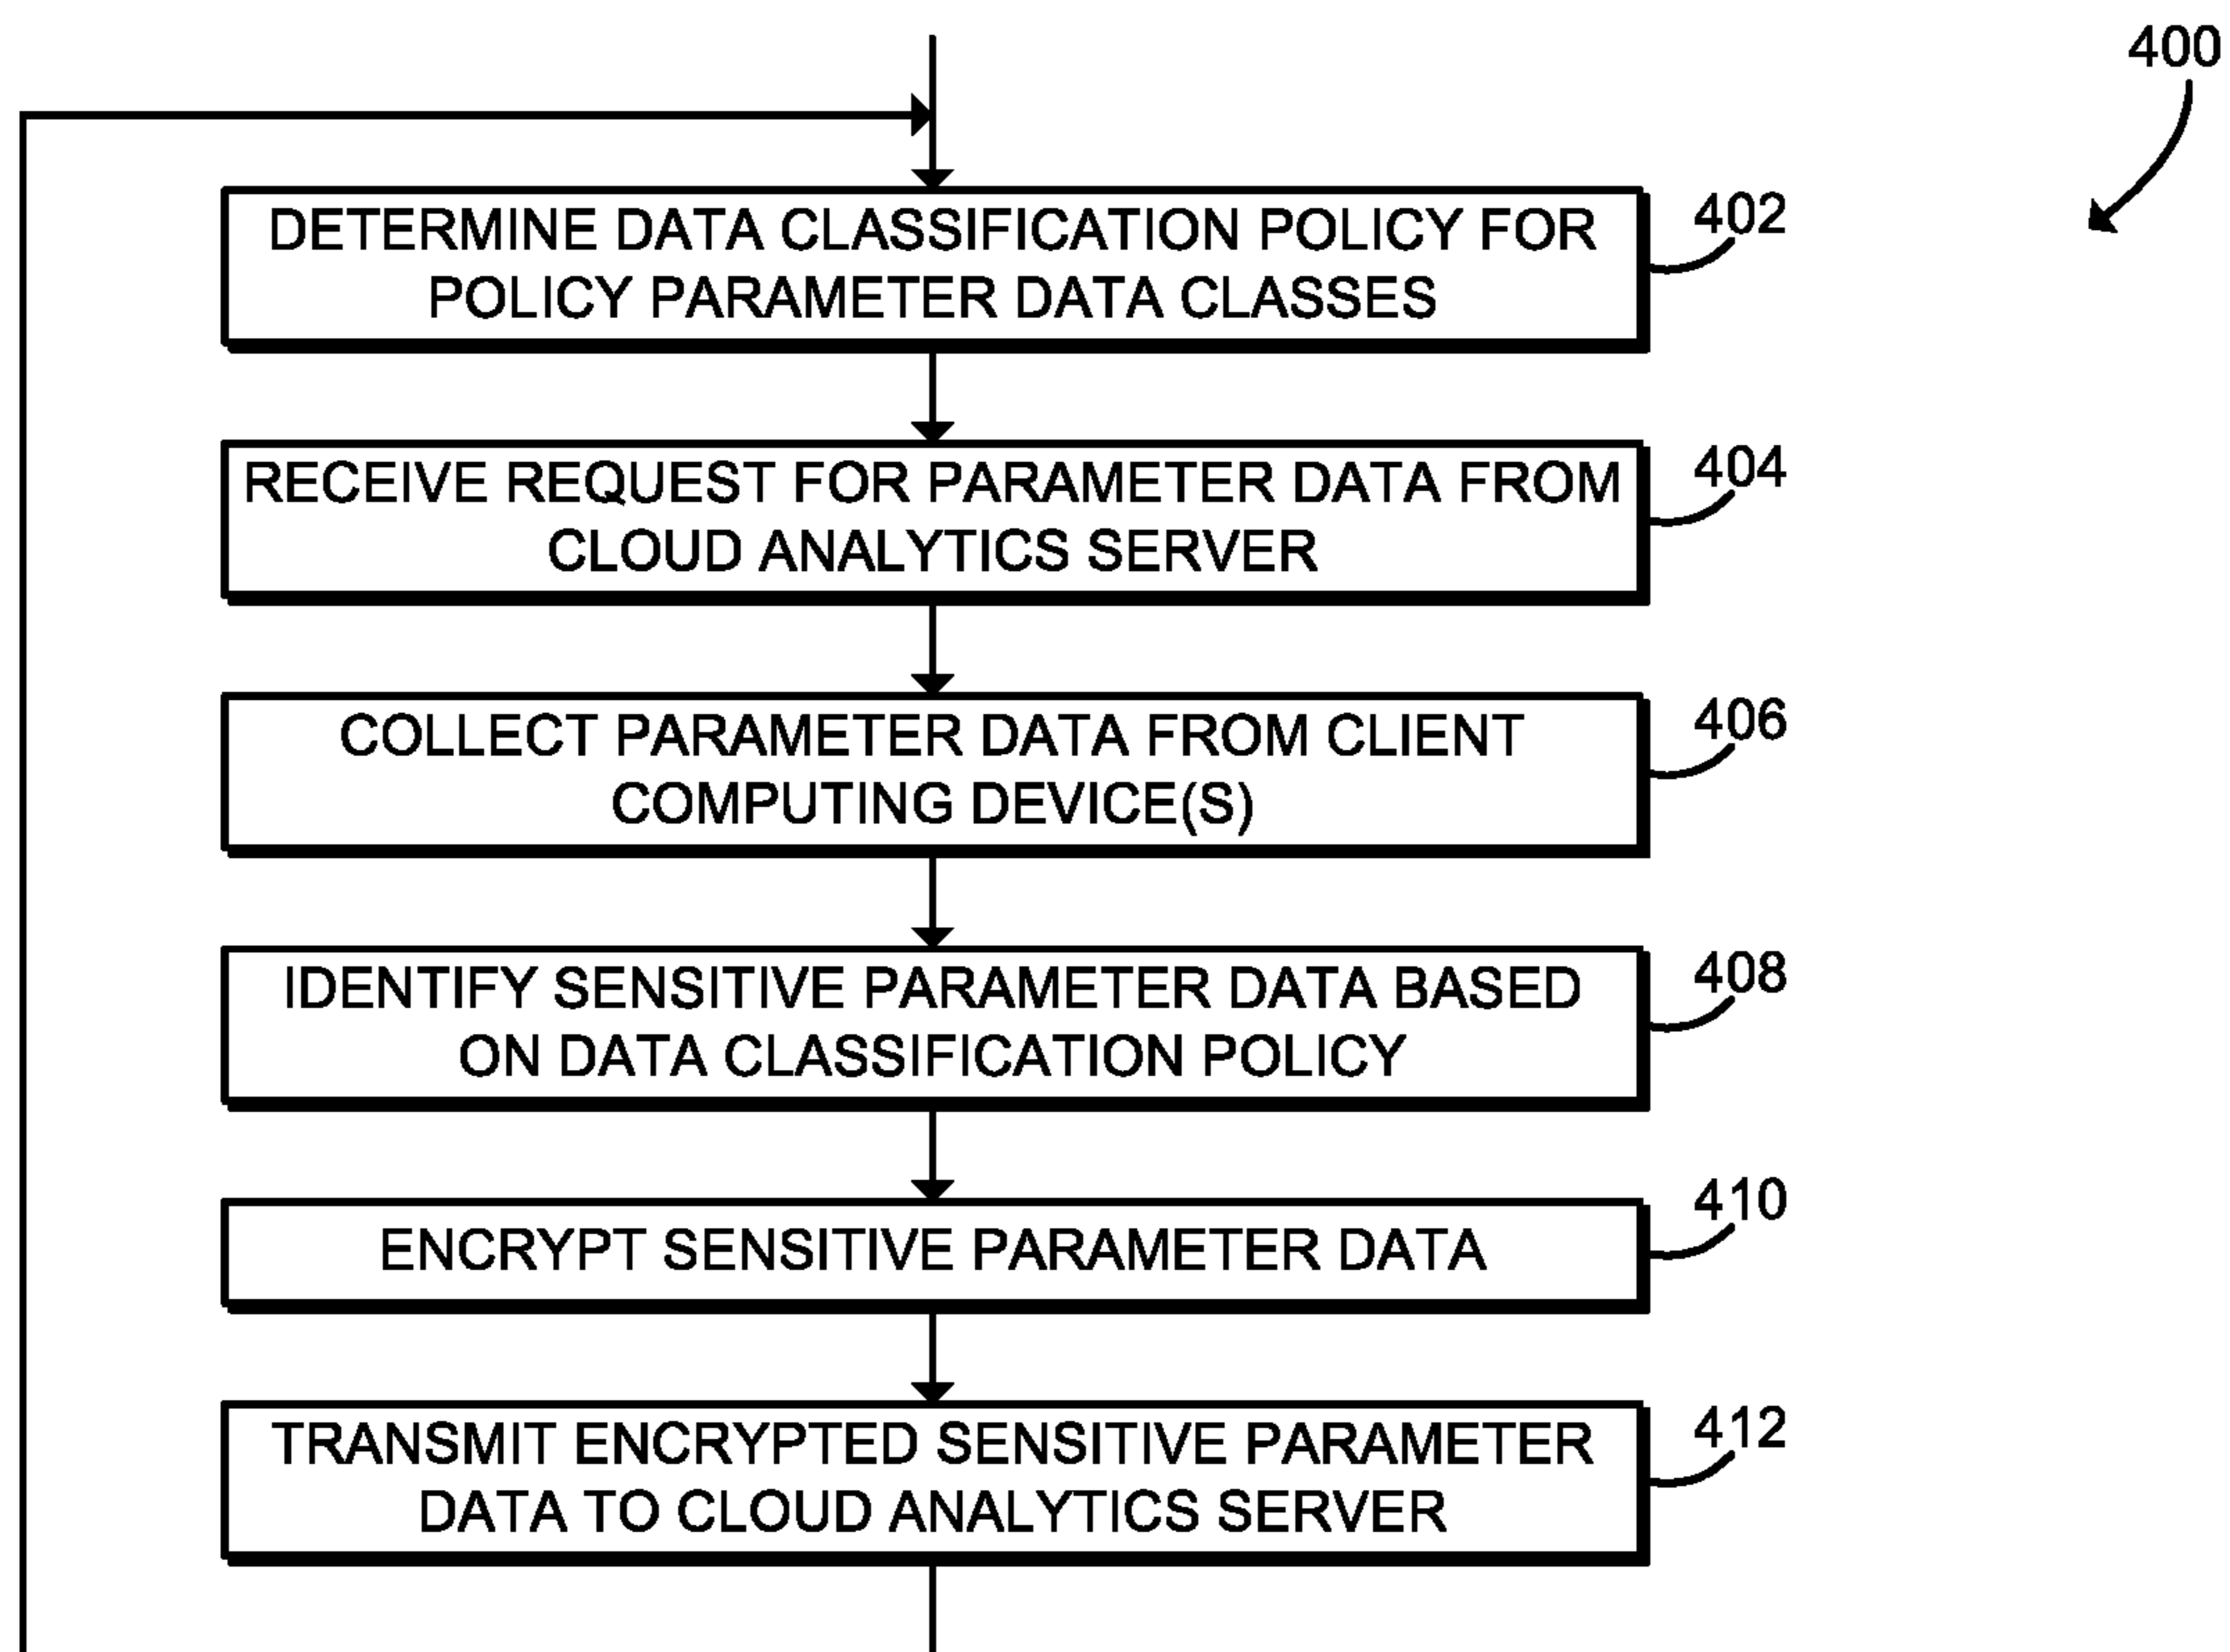 400
DETERMINE DATA CLASSIFICATION POLICY FOR
POLICY PARAMETER DATA CLASSES
402
RECEIVE REQUEST FOR PARAMETER DATA FROM
CLOUD ANALYTICS SERVER
404
COLLECT PARAMETER DATA FROM CLIENT
COMPUTING DEVICE(S)
406
IDENTIFY SENSITIVE PARAMETER DATA BASED
ON DATA CLASSIFICATION POLICY
408
ENCRYPT SENSITIVE PARAMETER DATA
410
TRANSMIT ENCRYPTED SENSITIVE PARAMETER
DATA TO CLOUD ANALYTICS SERVER
412